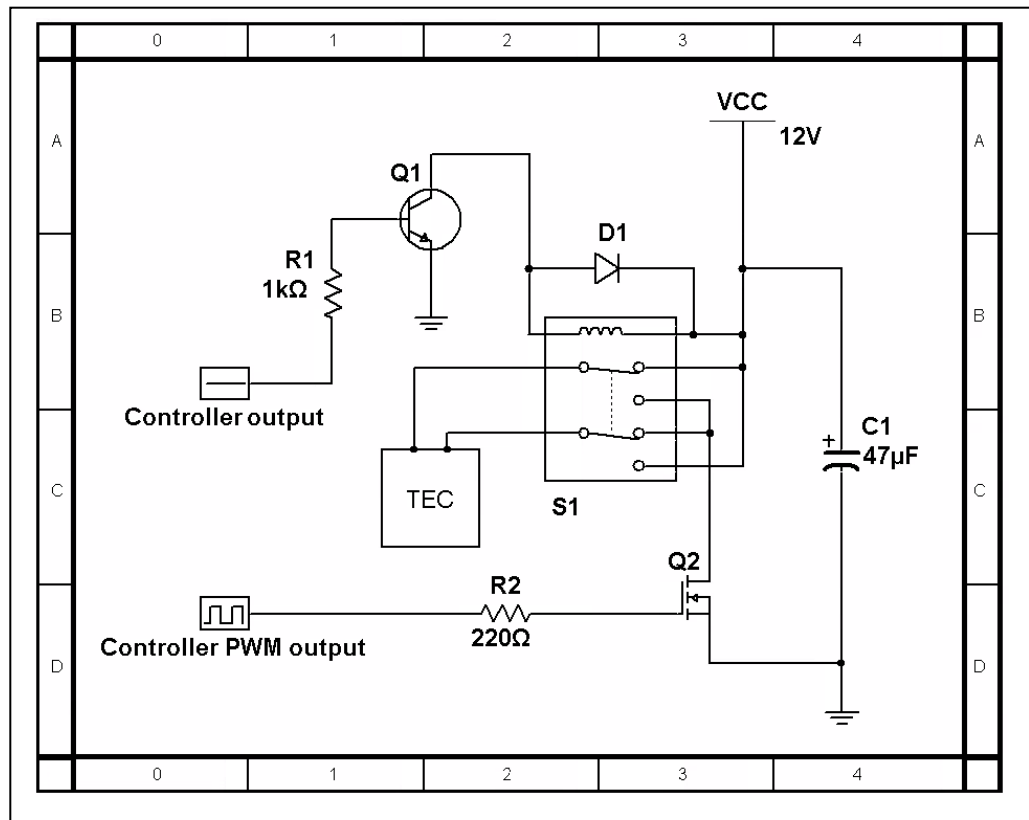 0 1 2 3 4
VCC
12V
A A
Q1
D1
R1
1kΩ
B B
Controller output
C1
47µF
TEC
C C
S1
Q2
R2
220Ω
Controller PWM output
D D
0 1 2 3 4